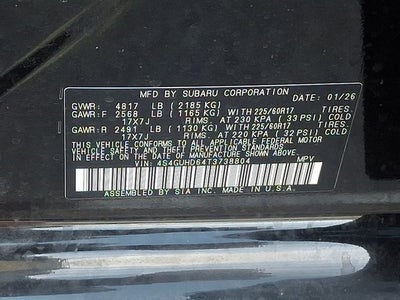 MFD BY SUBARU CORPORATION DATE: 01/26
GVWR: 4817 LB (2185 KG)
GAWR:F 2568 LB (1165 KG) WITH 225/60R17 TIRES,
17X7J RIMS, AT 230 KPA (33 PSI) COLD
GAWR:R 2491 LB (1130 KG) WITH 225/60R17 TIRES,
17X7J RIMS, AT 220 KPA (32 PSI) COLD
THIS VEHICLE CONFORMS TO ALL APPLICABLE FEDERAL MOTOR
VEHICLE SAFETY AND THEFT PREVENTION STANDARDS
IN EFFECT ON THE DATE OF MANUFACTURE SHOWN ABOVE.
VIN: 4S4GUHD64T3738804 MPV
ASSEMBLED BY SIA INC. MADE IN U.S.A.